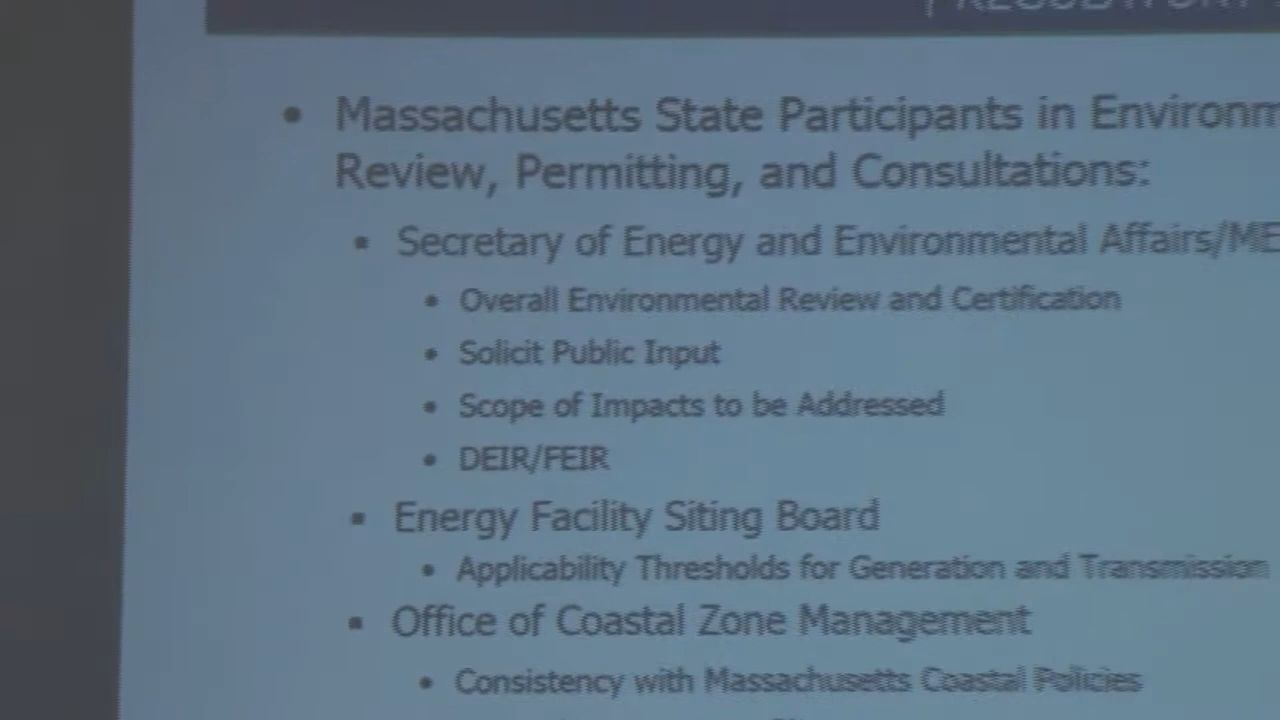 • Massachusetts State Participants in Environm
Review, Permitting, and Consultations:
▪ Secretary of Energy and Environmental Affairs/ME
• Overall Environmental Review and Certification
• Solicit Public Input
• Scope of Impacts to be Addressed
• DEIR/FEIR
▪ Energy Facility Siting Board
• Applicability Thresholds for Generation and Transmission
▪ Office of Coastal Zone Management
• Consistency with Massachusetts Coastal Policies